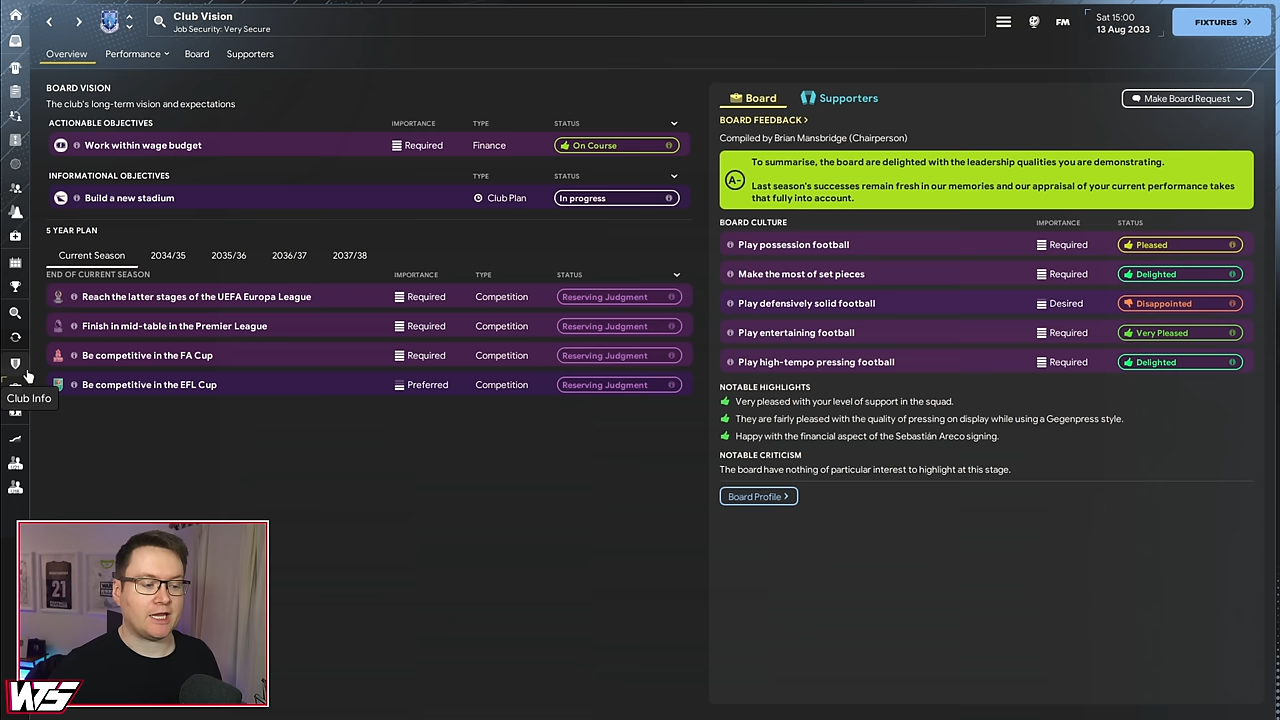 Club Vision
Job Security: Very Secure
FM
Sat 15:00
13 Aug 2033
FIXTURES
Overview
Performance
Board
Supporters
BOARD VISION
The club's long-term vision and expectations
ACTIONABLE OBJECTIVES IMPORTANCE TYPE STATUS
Work within wage budget Required Finance On Course
INFORMATIONAL OBJECTIVES TYPE STATUS
Build a new stadium Club Plan In progress
5 YEAR PLAN
Current Season 2034/35 2035/36 2036/37 2037/38
END OF CURRENT SEASON IMPORTANCE TYPE STATUS
Reach the latter stages of the UEFA Europa League Required Competition Reserving Judgment
Finish in mid-table in the Premier League Required Competition Reserving Judgment
Be competitive in the FA Cup Required Competition Reserving Judgment
Be competitive in the EFL Cup Preferred Competition Reserving Judgment
Club Info
Board Supporters
Make Board Request
BOARD FEEDBACK
Compiled by Brian Mansbridge (Chairperson)
A-
To summarise, the board are delighted with the leadership qualities you are demonstrating.
Last season's successes remain fresh in our memories and our appraisal of your current performance takes
that fully into account.
BOARD CULTURE IMPORTANCE STATUS
Play possession football Required Pleased
Make the most of set pieces Required Delighted
Play defensively solid football Desired Disappointed
Play entertaining football Required Very Pleased
Play high-tempo pressing football Required Delighted
NOTABLE HIGHLIGHTS
Very pleased with your level of support in the squad.
They are fairly pleased with the quality of pressing on display while using a Gegenpress style.
Happy with the financial aspect of the Sebastián Areco signing.
NOTABLE CRITICISM
The board have nothing of particular interest to highlight at this stage.
Board Profile
21
WTS